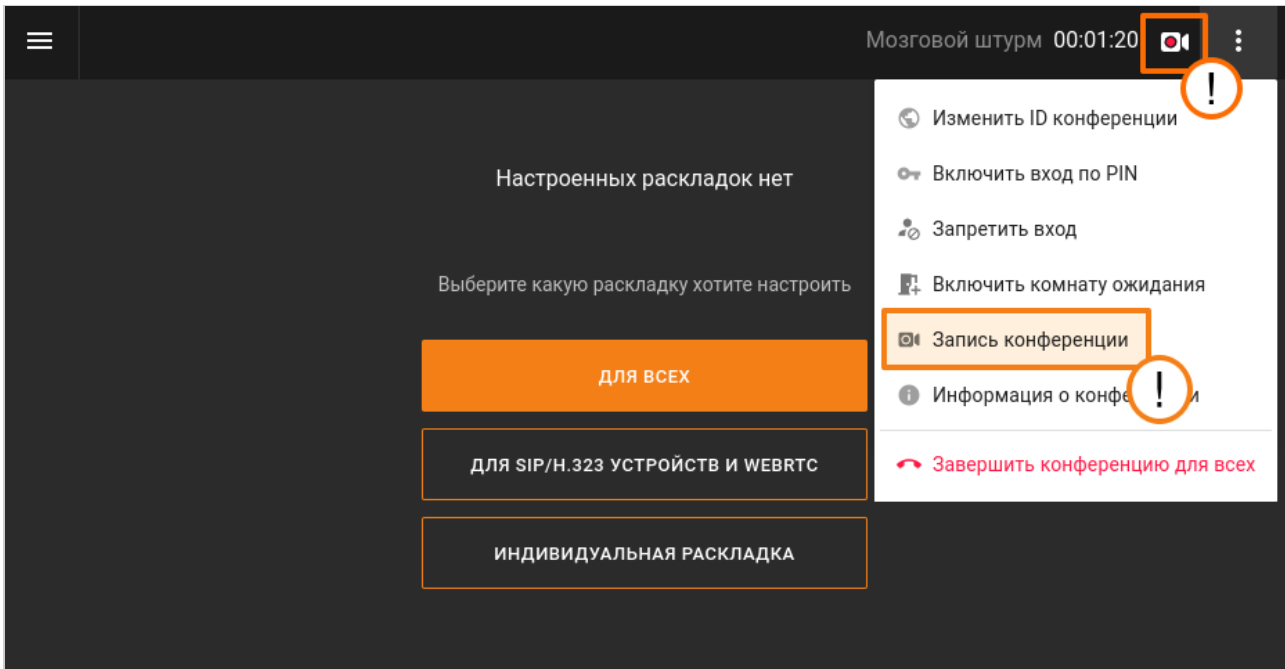 Мозговой штурм 00:01:20
!
Изменить ID конференции
Настроенных раскладок нет
Включить вход по PIN
Запретить вход
Выберите какую раскладку хотите настроить
Включить комнату ожидания
Запись конференции
ДЛЯ ВСЕХ
Информация о
!
ДЛЯ SIP/H.323 УСТРОЙСТВ И WEBRTC
Завершить конференцию для всех
ИНДИВИДУАЛЬНАЯ РАСКЛАДКА